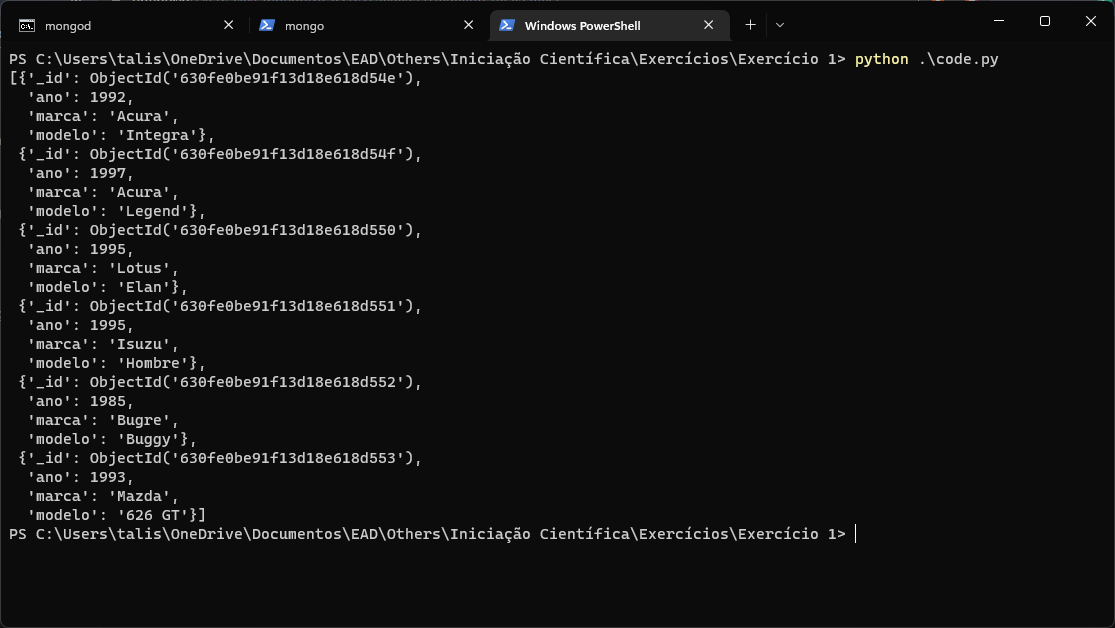 mongod
mongo
Windows PowerShell
PS C:\Users\talis\OneDrive\Documentos\EAD\Others\Iniciação Científica\Exercícios\Exercício 1> python .\code.py
[{'_id': ObjectId('630fe0be91f13d18e618d54e'),
  'ano': 1992,
  'marca': 'Acura',
  'modelo': 'Integra'},
 {'_id': ObjectId('630fe0be91f13d18e618d54f'),
  'ano': 1997,
  'marca': 'Acura',
  'modelo': 'Legend'},
 {'_id': ObjectId('630fe0be91f13d18e618d550'),
  'ano': 1995,
  'marca': 'Lotus',
  'modelo': 'Elan'},
 {'_id': ObjectId('630fe0be91f13d18e618d551'),
  'ano': 1995,
  'marca': 'Isuzu',
  'modelo': 'Hombre'},
 {'_id': ObjectId('630fe0be91f13d18e618d552'),
  'ano': 1985,
  'marca': 'Bugre',
  'modelo': 'Buggy'},
 {'_id': ObjectId('630fe0be91f13d18e618d553'),
  'ano': 1993,
  'marca': 'Mazda',
  'modelo': '626 GT'}]
PS C:\Users\talis\OneDrive\Documentos\EAD\Others\Iniciação Científica\Exercícios\Exercício 1>